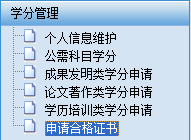 学分管理
个人信息维护
公需科目学分
成果发明类学分申请
论文著作类学分申请
学历培训类学分申请
申请合格证书